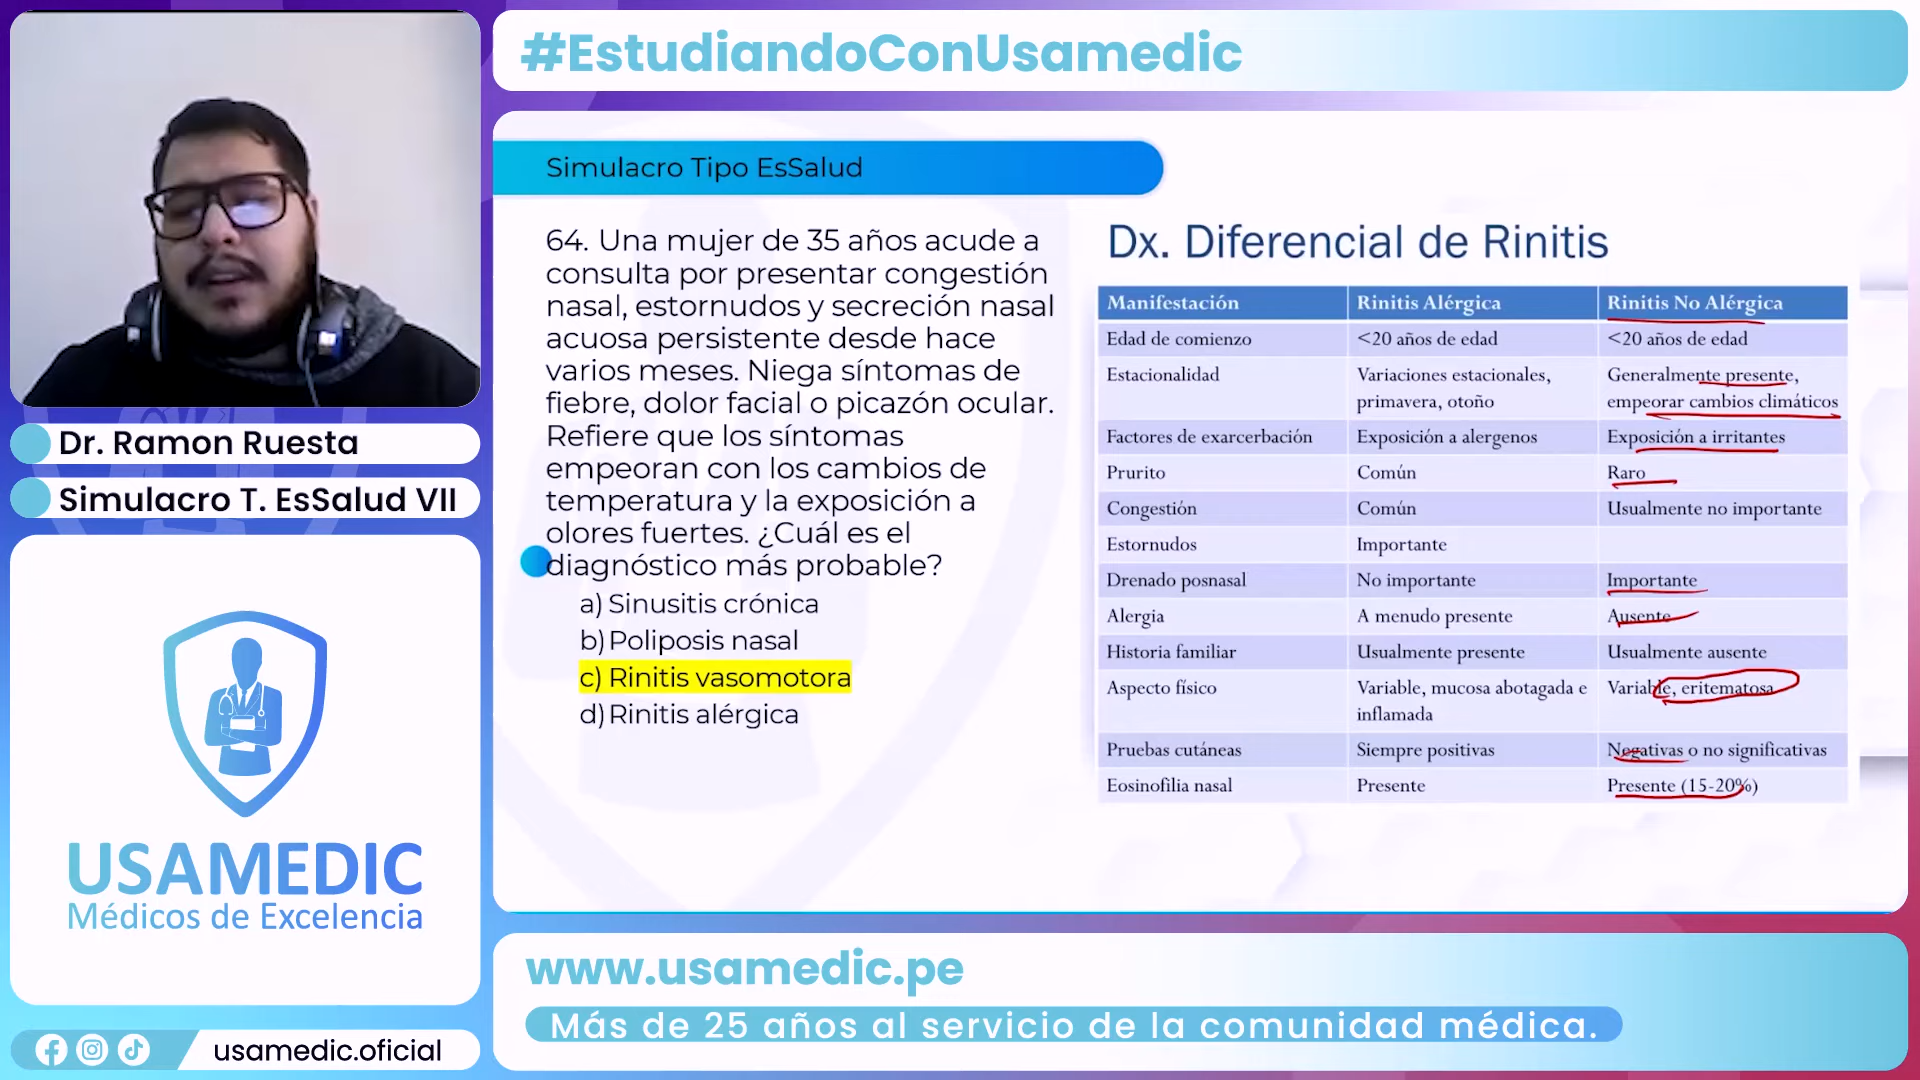 #EstudiandoConUsamedic
Simulacro Tipo EsSalud
64. Una mujer de 35 años acude a
consulta por presentar congestión
nasal, estornudos y secreción nasal
acuosa persistente desde hace
varios meses. Niega síntomas de
fiebre, dolor facial o picazón ocular.
Refiere que los síntomas
empeoran con los cambios de
temperatura y la exposición a
olores fuertes. ¿Cuál es el
diagnóstico más probable?
a) Sinusitis crónica
b) Poliposis nasal
c) Rinitis vasomotora
d) Rinitis alérgica
Dx. Diferencial de Rinitis
Manifestación Rinitis Alérgica Rinitis No Alérgica
Edad de comienzo <20 años de edad <20 años de edad
Estacionalidad Variaciones estacionales, primavera, otoño Generalmente presente, empeorar cambios climáticos
Factores de exarcerbación Exposición a alergenos Exposición a irritantes
Prurito Común Raro
Congestión Común Usualmente no importante
Estornudos Importante
Drenado posnasal No importante Importante
Alergia A menudo presente Ausente
Historia familiar Usualmente presente Usualmente ausente
Aspecto físico Variable, mucosa abotagada e inflamada Variable, eritematosa
Pruebas cutáneas Siempre positivas Negativas o no significativas
Eosinofilia nasal Presente Presente (15-20%)
Dr. Ramon Ruesta
Simulacro T. EsSalud VII
USAMEDIC
Médicos de Excelencia
usamedic.oficial
www.usamedic.pe
Más de 25 años al servicio de la comunidad médica.